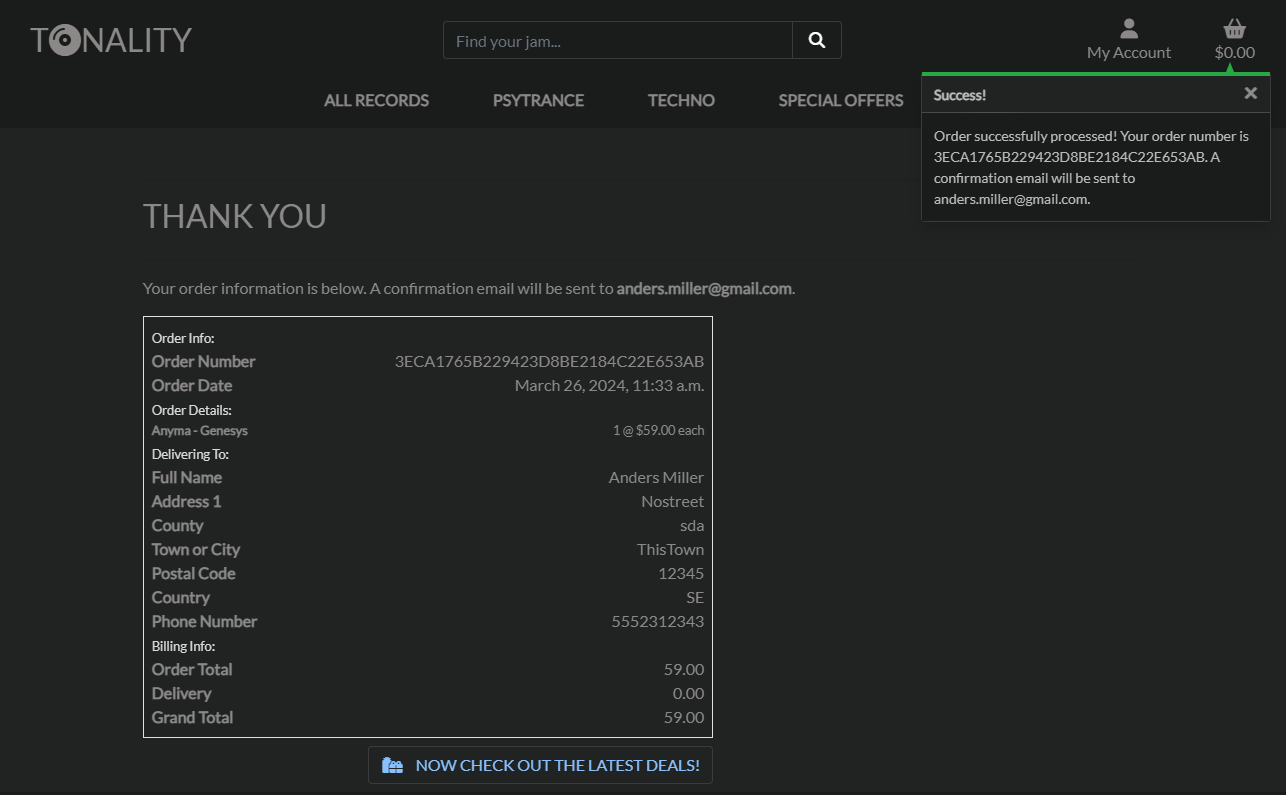 TONALITY
Find your jam...
My Account
$0.00
ALL RECORDS PSYTRANCE TECHNO SPECIAL OFFERS
Success!
Order successfully processed! Your order number is
3ECA1765B229423D8BE2184C22E653AB. A
confirmation email will be sent to
anders.miller@gmail.com.
THANK YOU
Your order information is below. A confirmation email will be sent to anders.miller@gmail.com.
Order Info:
Order Number 3ECA1765B229423D8BE2184C22E653AB
Order Date March 26, 2024, 11:33 a.m.
Order Details:
Anyma - Genesys 1 @ $59.00 each
Delivering To:
Full Name Anders Miller
Address 1 Nostreet
County sda
Town or City ThisTown
Postal Code 12345
Country SE
Phone Number 5552312343
Billing Info:
Order Total 59.00
Delivery 0.00
Grand Total 59.00
NOW CHECK OUT THE LATEST DEALS!